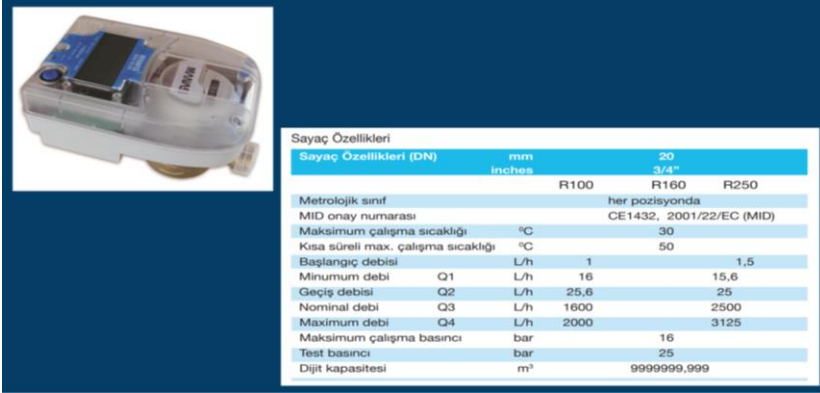 Sayaç Özellikleri
Sayaç Özellikleri (DN) mm 20
inches 3/4"
R100 R160 R250
Metrolojik sınıf her pozisyonda
MID onay numarası CE1432, 2001/22/EC (MID)
Maksimum çalışma sıcaklığı ºC 30
Kısa süreli max. çalışma sıcaklığı ºC 50
Başlangıç debisi L/h 1 1,5
Minumum debi Q1 L/h 16 15,6
Geçiş debisi Q2 L/h 25,6 25
Nominal debi Q3 L/h 1600 2500
Maximum debi Q4 L/h 2000 3125
Maksimum çalışma basıncı bar 16
Test basıncı bar 25
Dijit kapasitesi m³ 9999999,999